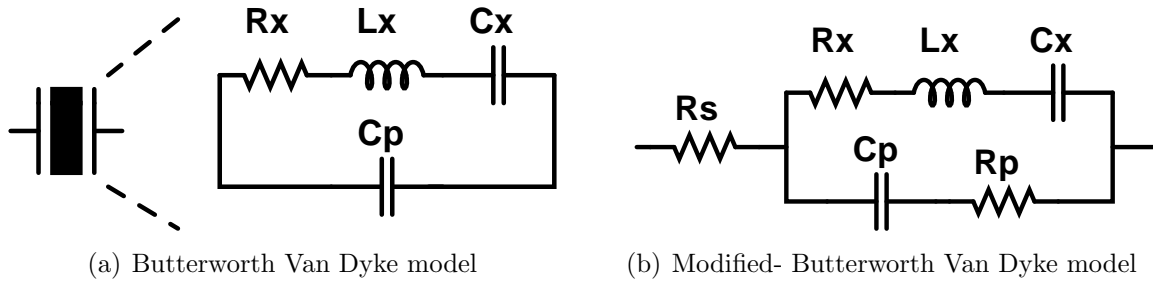 Rx Lx Cx
Cp
Rx Lx Cx
Rs
Cp Rp
(a) Butterworth Van Dyke model
(b) Modified- Butterworth Van Dyke model